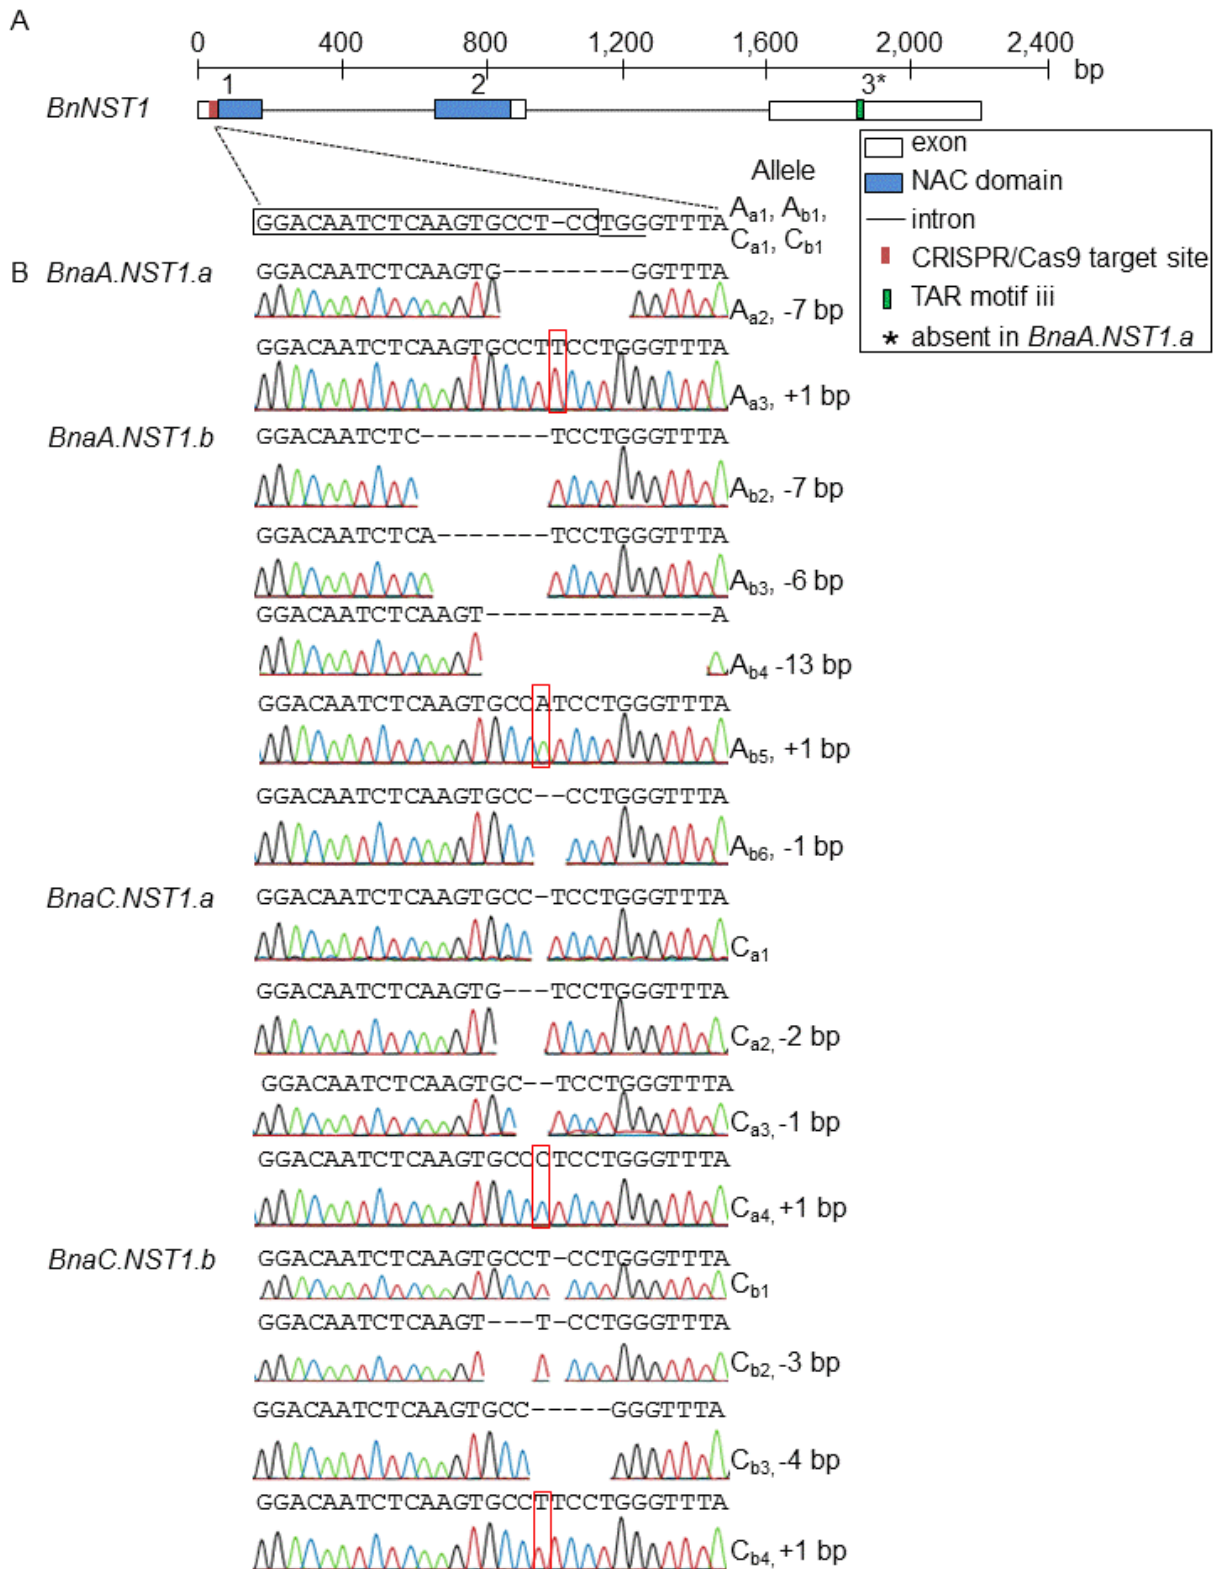 A
0 400 800 1,200 1,600 2,000 2,400
bp
1 2 3*
BnNST1
exon
NAC domain
intron
CRISPR/Cas9 target site
TAR motif iii
* absent in BnaA.NST1.a
Allele
GGACAATCTCAAGTGCCT-CCTGGGTTTA Aa1, Ab1,
Ca1, Cb1
B BnaA.NST1.a GGACAATCTCAAGTG--------GGTTTA
Aa2, -7 bp
GGACAATCTCAAGTGCCTTCCTGGGTTTA
Aa3, +1 bp
BnaA.NST1.b GGACAATCTC--------TCCTGGGTTTA
Ab2, -7 bp
GGACAATCTCA-------TCCTGGGTTTA
Ab3, -6 bp
GGACAATCTCAAGT--------------A
Ab4 -13 bp
GGACAATCTCAAGTGCCATCCTGGGTTTA
Ab5, +1 bp
GGACAATCTCAAGTGCC--CCTGGGTTTA
Ab6, -1 bp
BnaC.NST1.a GGACAATCTCAAGTGCC-TCCTGGGTTTA
Ca1
GGACAATCTCAAGTG---TCCTGGGTTTA
Ca2, -2 bp
GGACAATCTCAAGTGC--TCCTGGGTTTA
Ca3, -1 bp
GGACAATCTCAAGTGCCCTCCTGGGTTTA
Ca4, +1 bp
BnaC.NST1.b GGACAATCTCAAGTGCCT-CCTGGGTTTA
Cb1
GGACAATCTCAAGT---T-CCTGGGTTTA
Cb2, -3 bp
GGACAATCTCAAGTGCC-----GGGTTTA
Cb3, -4 bp
GGACAATCTCAAGTGCCTTCCTGGGTTTA
Cb4, +1 bp